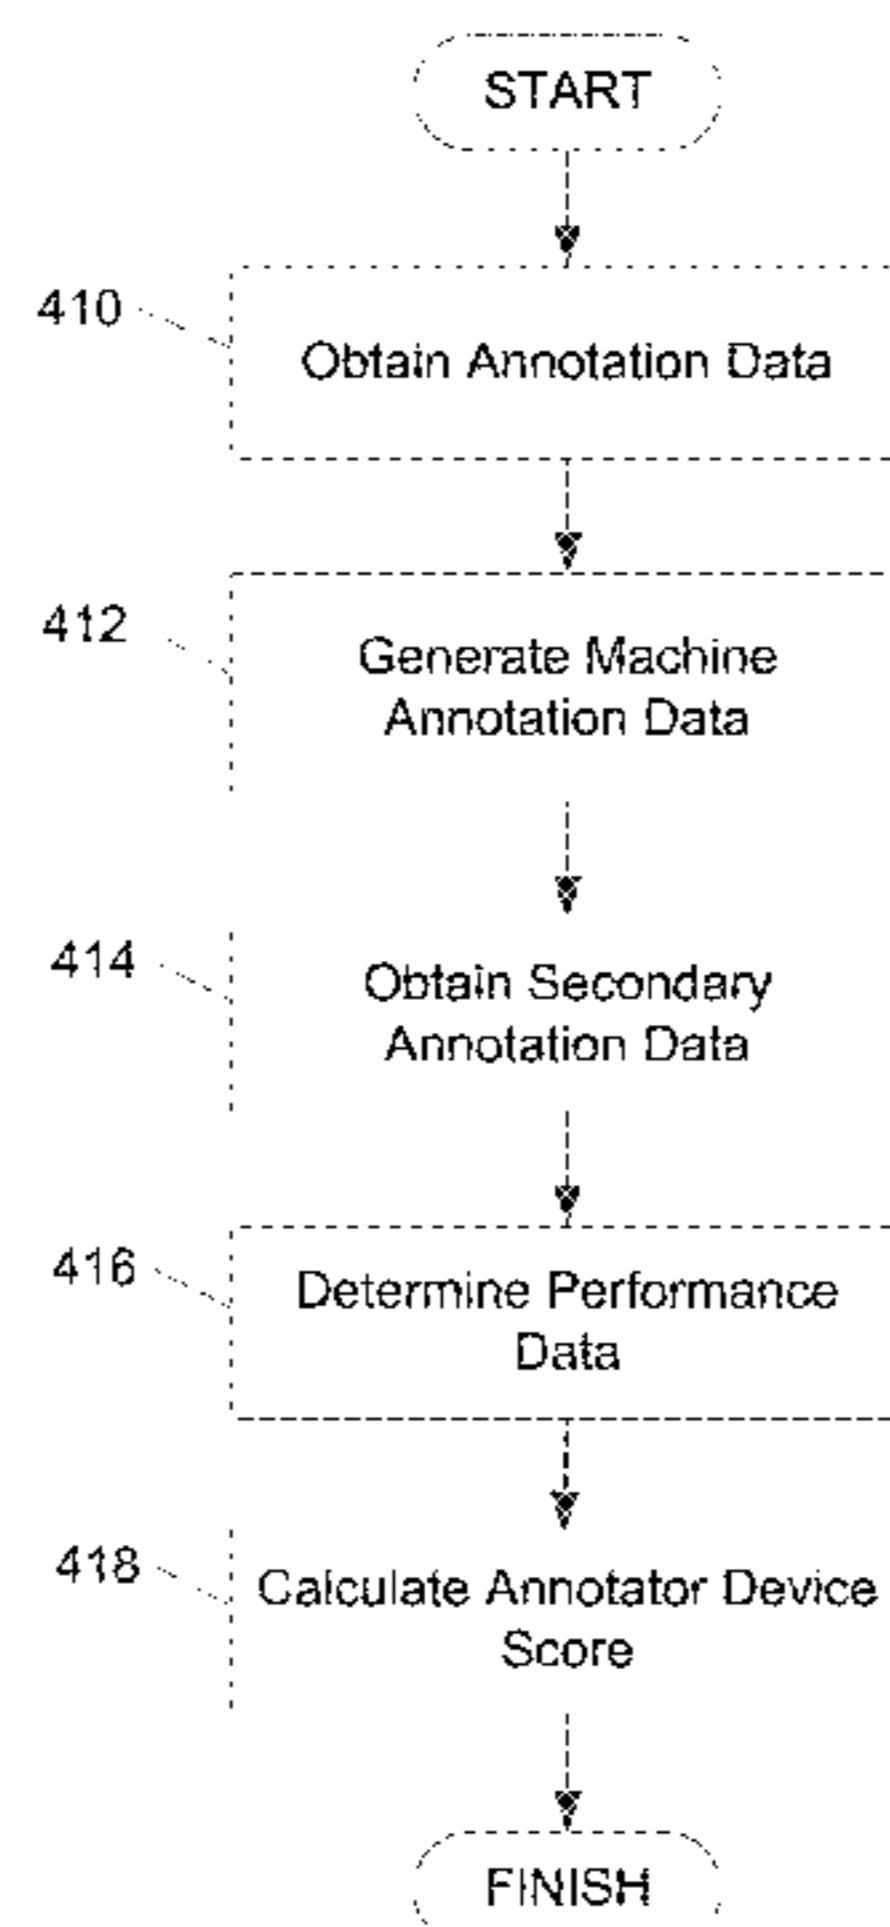 START
410
Obtain Annotation Data
412
Generate Machine
Annotation Data
414
Obtain Secondary
Annotation Data
416
Determine Performance
Data
418
Calculate Annotator Device
Score
FINISH